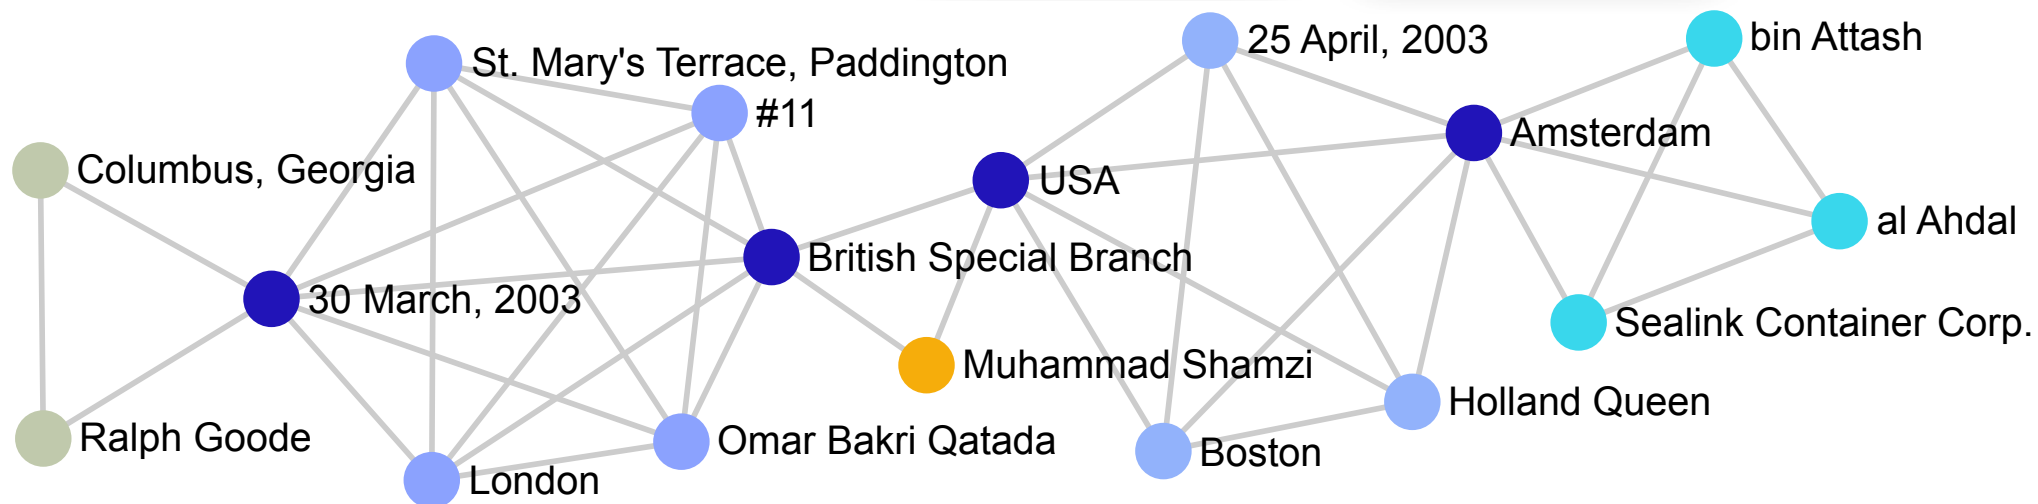 25 April, 2003
bin Attash
St. Mary's Terrace, Paddington
#11
Amsterdam
Columbus, Georgia
USA
al Ahdal
British Special Branch
30 March, 2003
Sealink Container Corp.
Muhammad Shamzi
Holland Queen
Ralph Goode
Omar Bakri Qatada
Boston
London